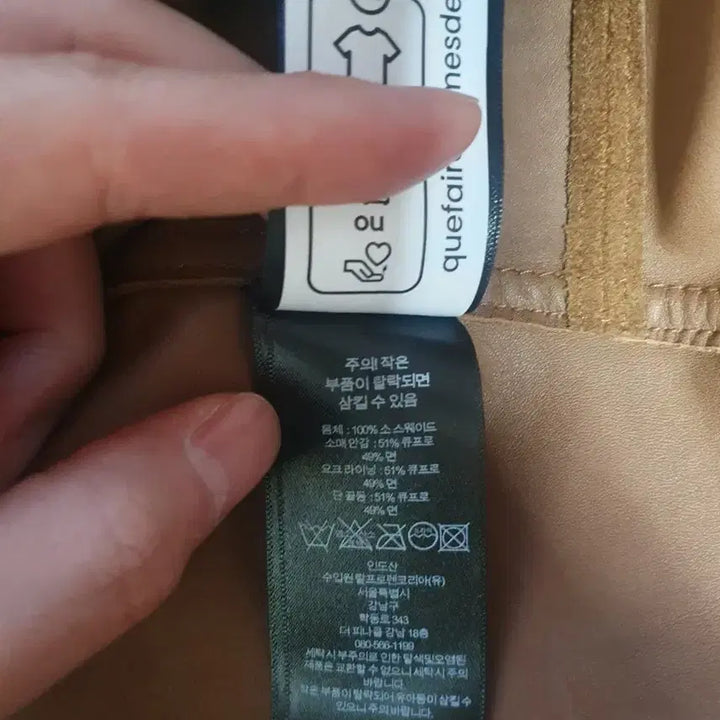 quefair
mesde
OU
주의! 작은
부품이 탈락되면
삼킬 수 있음
몸체 : 100% 소 스웨이드
소매 안감 : 51% 큐프로
49% 면
요크 라이닝 : 51% 큐프로
49% 면
단 끝동 : 51% 큐프로
49% 면
인도산
수입원 랄프로렌코리아(유)
서울특별시
강남구
학동로 343
더 피나클 강남 18층
080-566-1199
세탁시 부주의로 인한 탈색및오염된
제품은 교환할 수 없으니 세탁시 주의
바랍니다.
작은 부품이 탈락되어 유아등이 삼킬 수
있으니 주의 바랍니다.